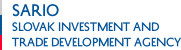 SARIO
SLOVAK INVESTMENT AND
TRADE DEVELOPMENT AGENCY